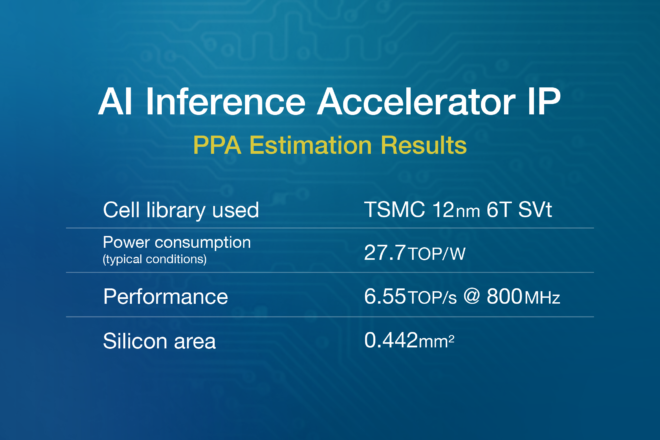 AI Inference Accelerator IP
PPA Estimation Results
Cell library used TSMC 12nm 6T SVt
Power consumption
(typical conditions) 27.7TOP/W
Performance 6.55TOP/s @ 800MHz
Silicon area 0.442mm²